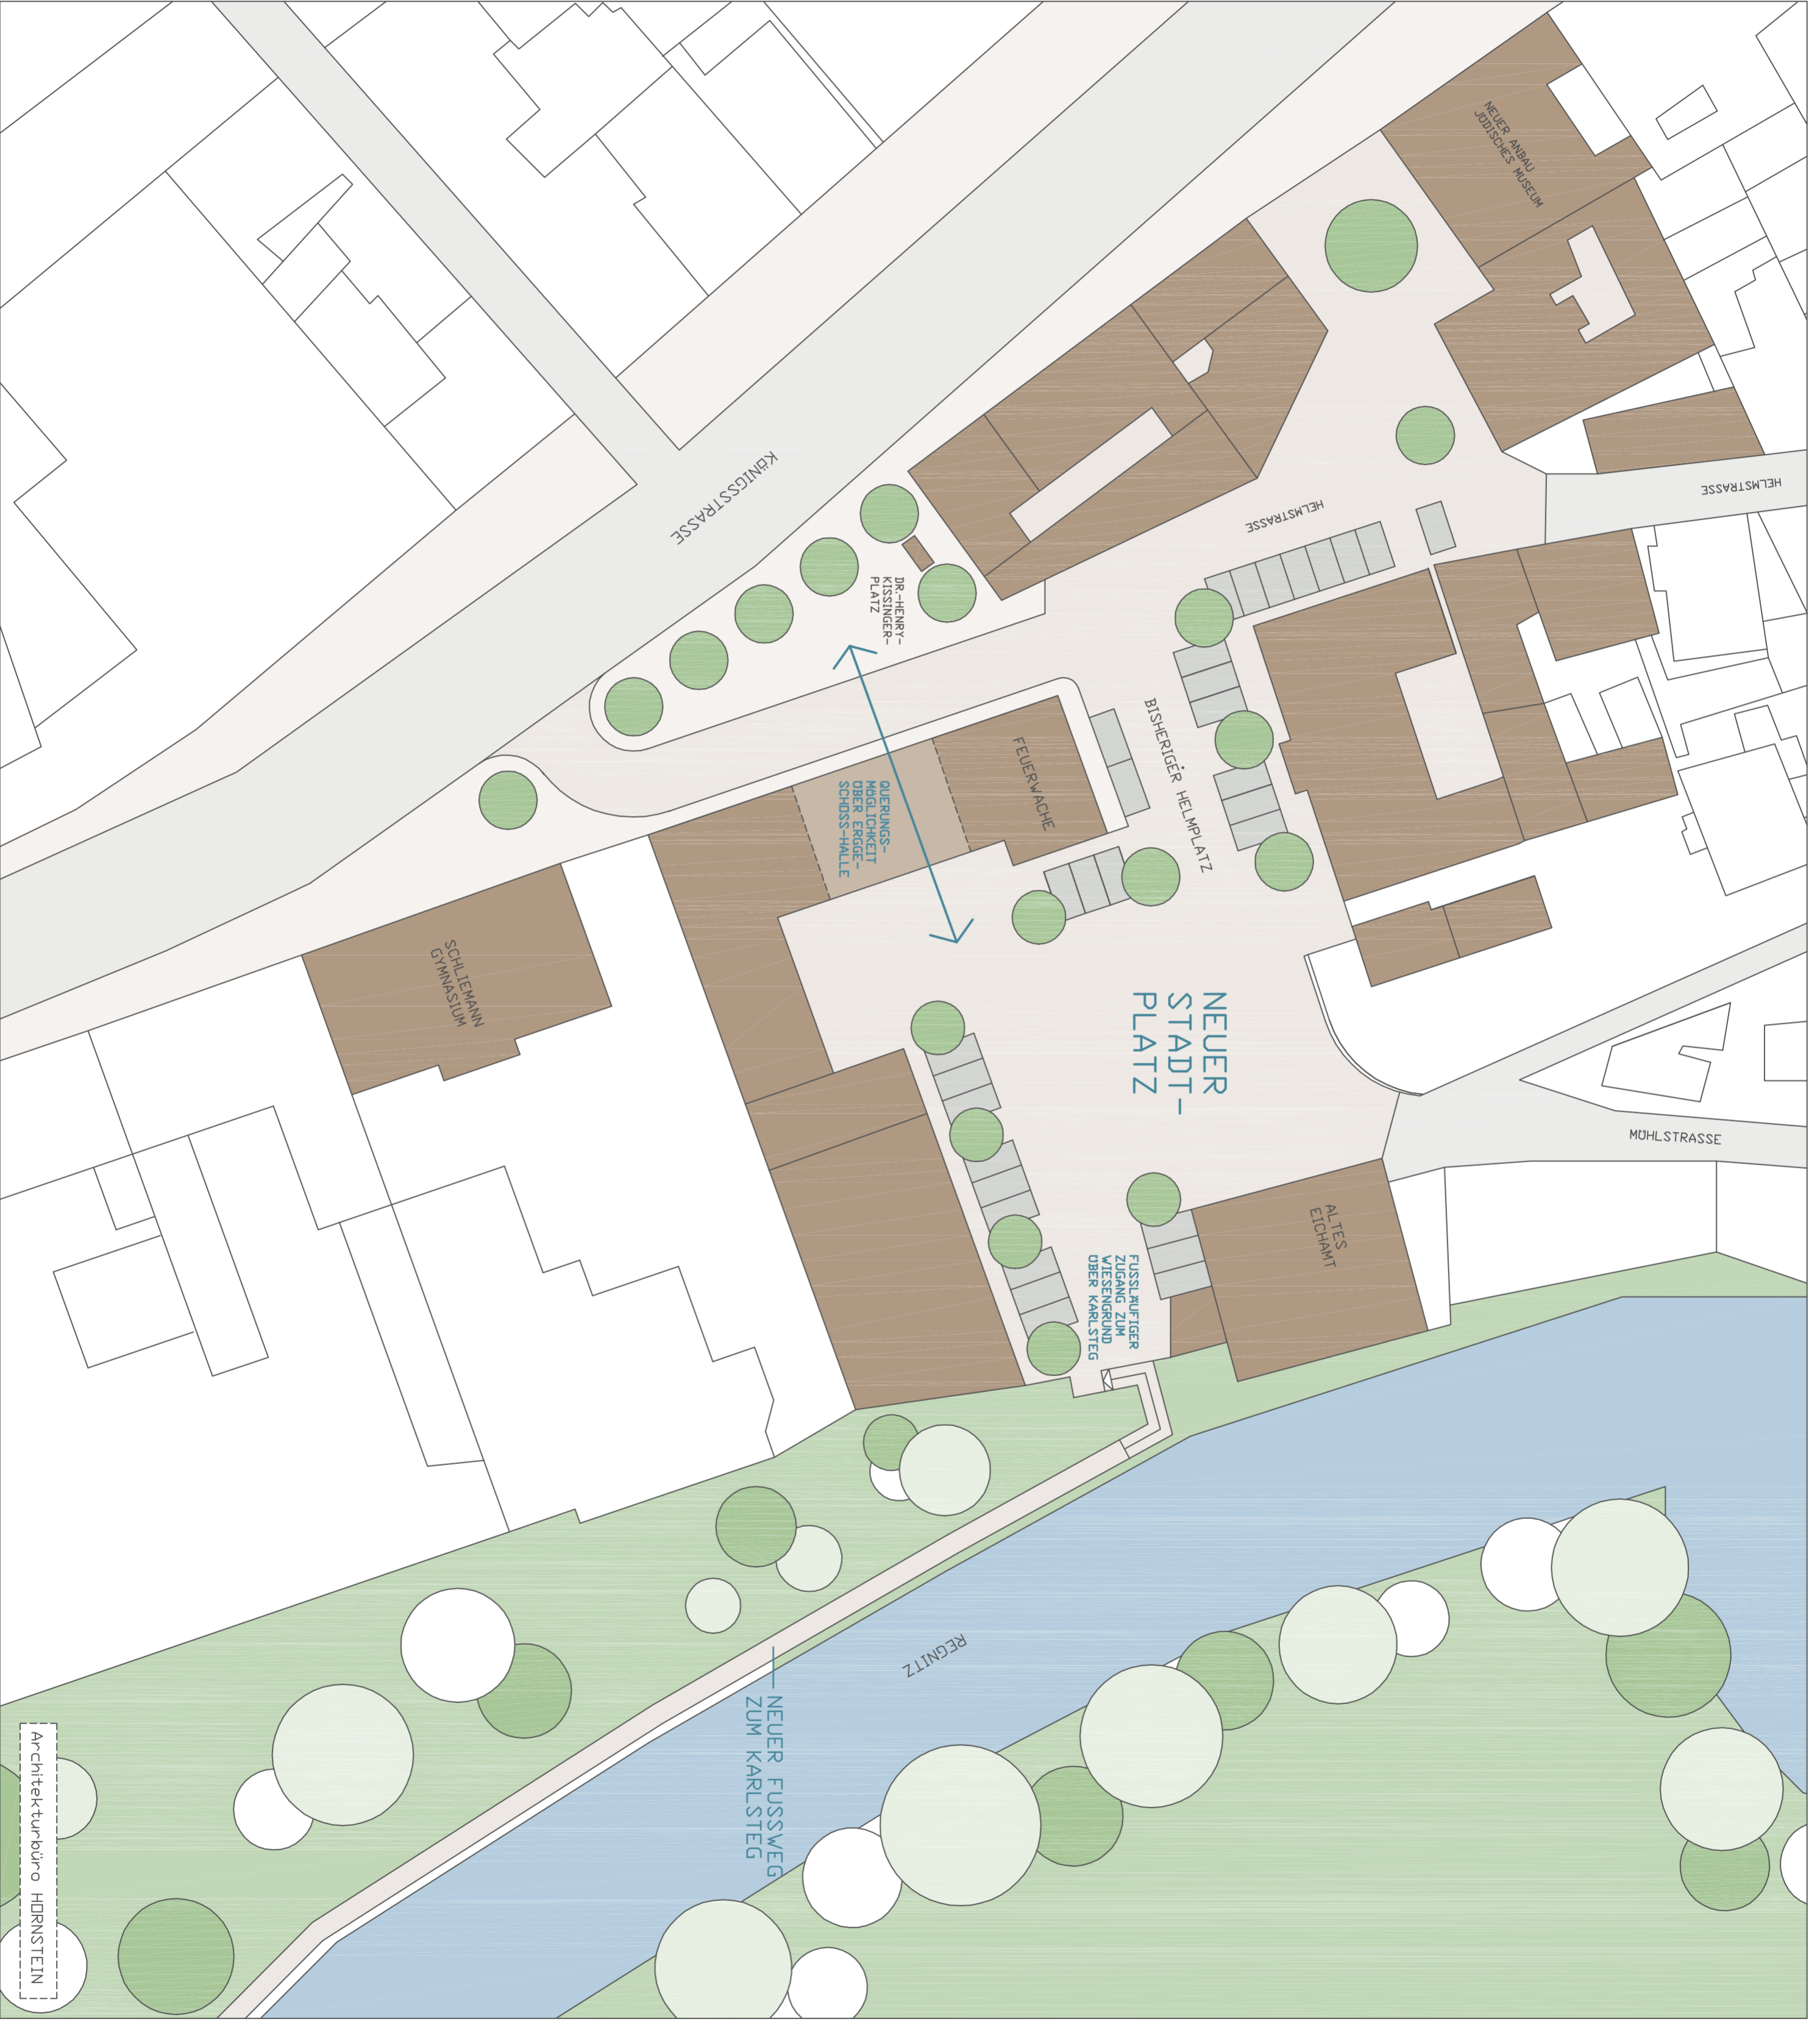 NEUER ANBAU
JÜDISCHES MUSEUM
KÖNIGSSTRASSE
HELMSTRASSE
HELMSTRASSE
DR.-HENRY-
KISSINGER-
PLATZ
BISHERIGER HELMPLATZ
FEUERWACHE
QUERUNGS-
MÖGLICHKEIT
ÜBER ERGGE-
SCHOSS-HALLE
SCHLIEMANN
GYMNASIUM
NEUER
STADT-
PLATZ
MÜHLSTRASSE
ALTES
EICHAMT
FUSSLÄUFIGER
ZUGANG ZUM
WIESENGRUND
ÜBER KARLSTEG
REGNITZ
NEUER FUSSWEG
ZUM KARLSTEG
Architekturbüro HORNSTEIN